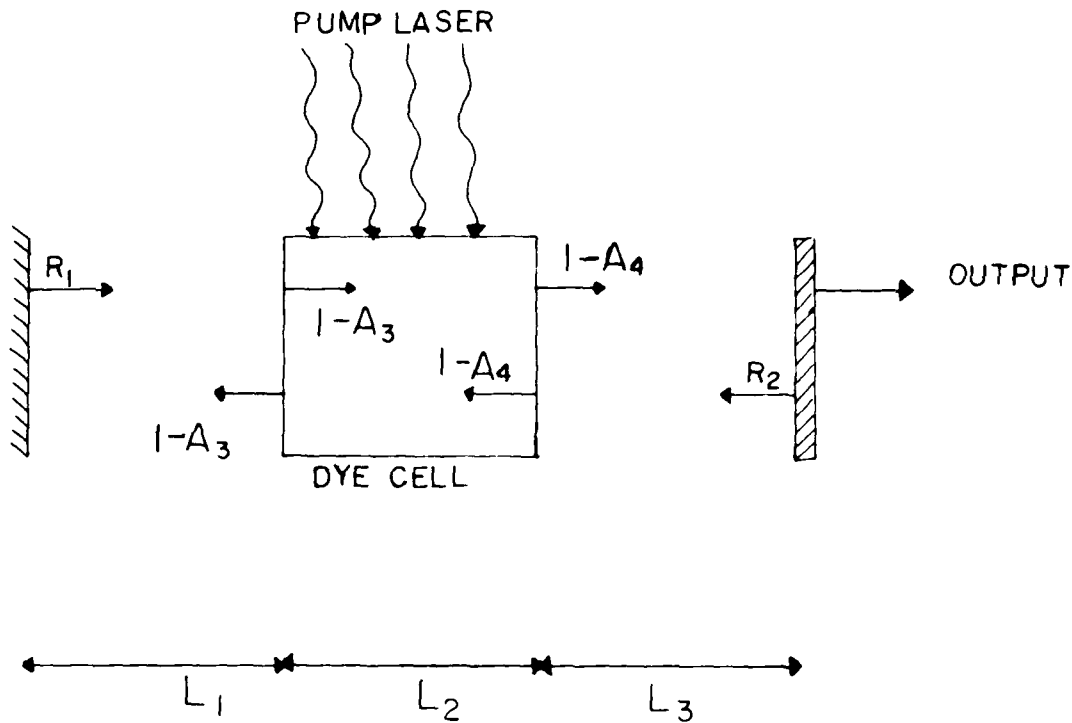 PUMP LASER
R₁
1-A₃
1-A₄
OUTPUT
1-A₃
1-A₄
R₂
DYE CELL
L₁
L₂
L₃